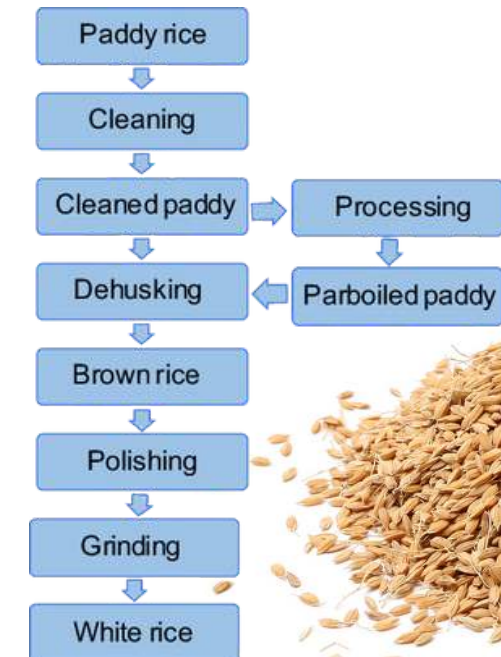 Paddy rice
Cleaning
Cleaned paddy
Processing
Dehusking
Parboiled paddy
Brown rice
Polishing
Grinding
White rice